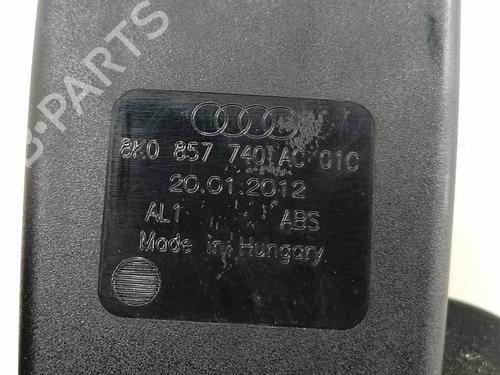 B-PARTS
8K0 857 740 AC 01C
20.01.2012
AL1 ABS
Made in Hungary